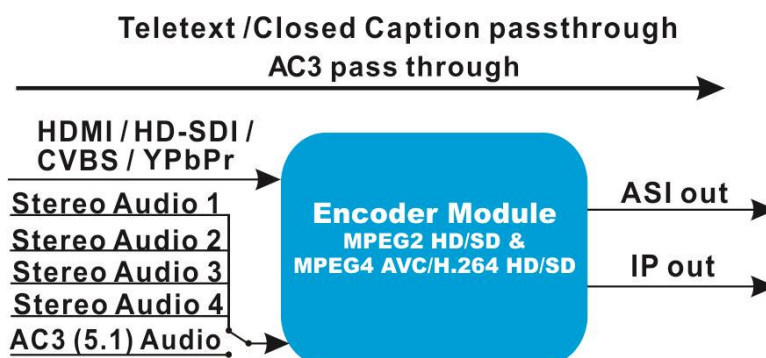 Teletext /Closed Caption passthrough
AC3 pass through
HDMI / HD-SDI /
CVBS / YPbPr
Stereo Audio 1
Stereo Audio 2
Stereo Audio 3
Stereo Audio 4
AC3 (5.1) Audio
Encoder Module
MPEG2 HD/SD &
MPEG4 AVC/H.264 HD/SD
ASI out
IP out